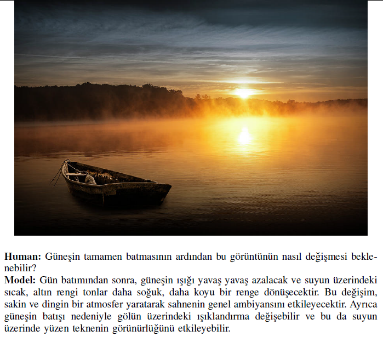 Human: Güneşin tamamen batmasının ardından bu görüntünün nasıl değişmesi bekle-
nebilir?
Model: Gün batımından sonra, güneşin ışığı yavaş yavaş azalacak ve suyun üzerindeki
sıcak, altın rengi tonlar daha soğuk, daha koyu bir renge dönüşecektir. Bu değişim,
sakin ve dingin bir atmosfer yaratarak sahnenin genel ambiyansını etkileyecektir. Ayrıca
güneşin batışı nedeniyle gölün üzerindeki ışıklandırma değişebilir ve bu da suyun
üzerinde yüzen teknenin görünürlüğünü etkileyebilir.